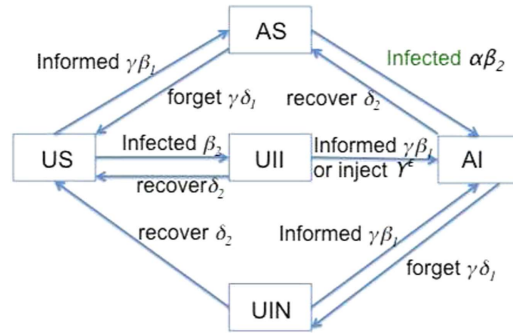 AS
Informed γβ₁
Infected αβ₂
forget γδ₁
recover δ₂
US
Infected β₂
UII
Informed γβ₁
AI
recoverδ₂
or inject ϒᵋ
recover δ₂
Informed γβ₁
forget γδ₁
UIN